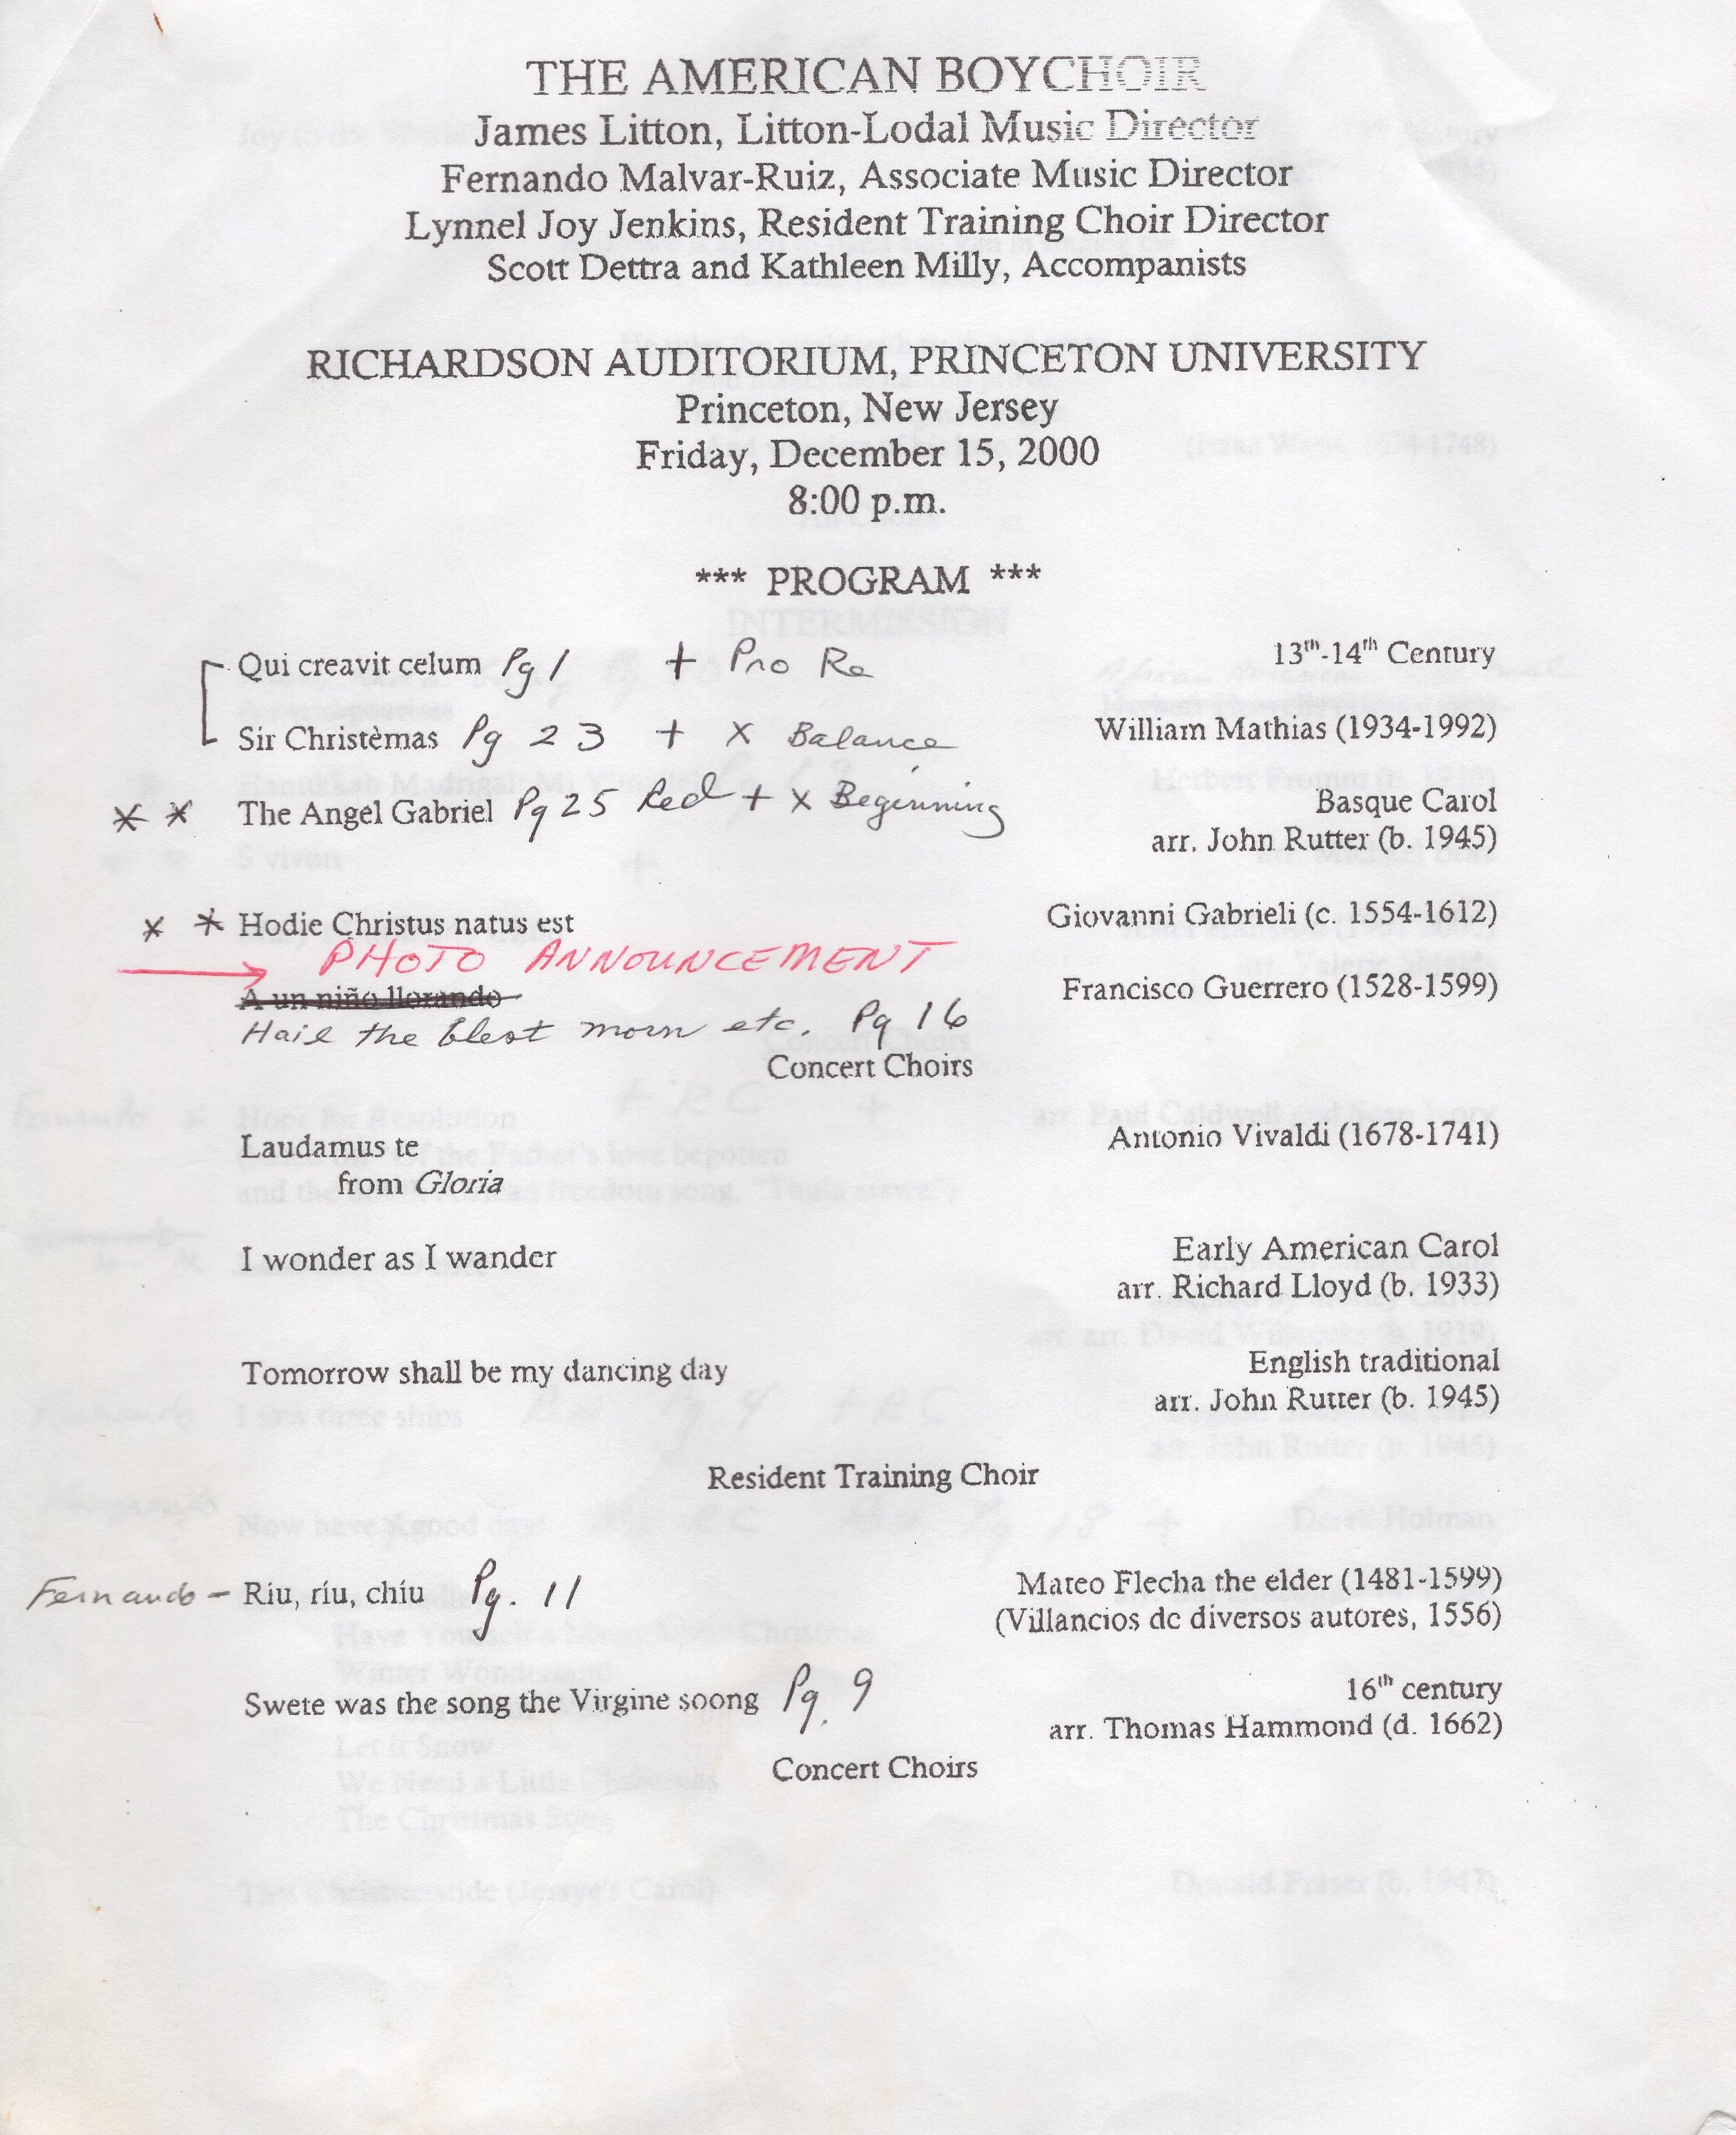 THE AMERICAN BOYCHOIR
James Litton, Litton-Lodal Music Director
Fernando Malvar-Ruiz, Associate Music Director
Lynnel Joy Jenkins, Resident Training Choir Director
Scott Dettra and Kathleen Milly, Accompanists
RICHARDSON AUDITORIUM, PRINCETON UNIVERSITY
Princeton, New Jersey
Friday, December 15, 2000
8:00 p.m.
*** PROGRAM ***
Qui creavit celum Pg 1 + Pro Re 13th-14th Century
Sir Christèmas Pg 23 + x Balance William Mathias (1934-1992)
* * The Angel Gabriel Pg 25 Red + x Beginning Basque Carol
arr. John Rutter (b. 1945)
* * Hodie Christus natus est Giovanni Gabrieli (c. 1554-1612)
PHOTO ANNOUNCEMENT
A un niño llorando Francisco Guerrero (1528-1599)
Hail the blest morn etc. Pg 16
Concert Choirs
Laudamus te Antonio Vivaldi (1678-1741)
from Gloria
I wonder as I wander Early American Carol
arr. Richard Lloyd (b. 1933)
Tomorrow shall be my dancing day English traditional
arr. John Rutter (b. 1945)
Resident Training Choir
Fernando - Ríu, ríu, chíu Pg. 11 Mateo Flecha the elder (1481-1599)
(Villancios de diversos autores, 1556)
Swete was the song the Virgine soong Pg. 9 16th century
arr. Thomas Hammond (d. 1662)
Concert Choirs